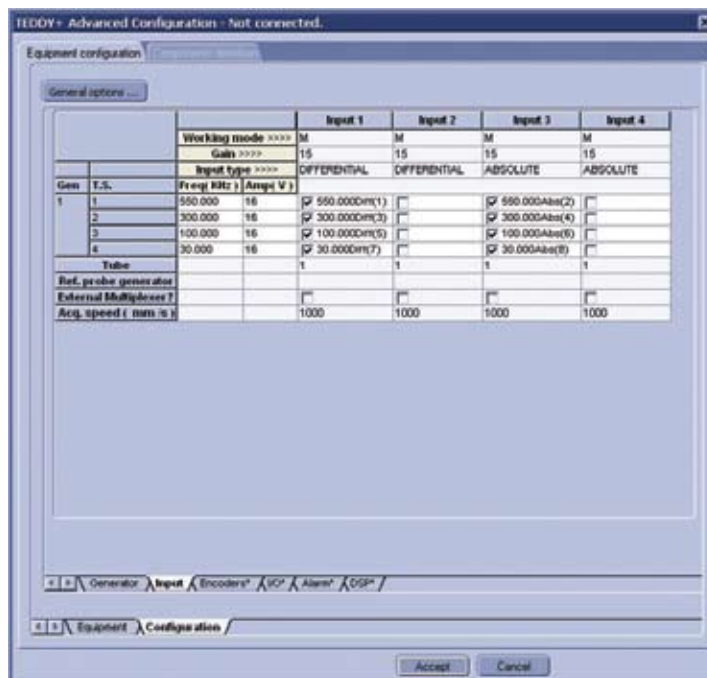 TEDDY+ Advanced Configuration - Not connected.
Equipment configuration
General options ...
Input 1 Input 2 Input 3 Input 4
Working mode >>>> M M M M
Gain >>>> 15 15 15 15
Input type >>>> DIFFERENTIAL DIFFERENTIAL ABSOLUTE ABSOLUTE
Gen T.S. Freq( KHz ) Amp( V )
1 1 550.000 16 550.000Diff(1) 550.000Abs(2)
2 300.000 16 300.000Diff(3) 300.000Abs(4)
3 100.000 16 100.000Diff(5) 100.000Abs(6)
4 30.000 16 30.000Diff(7) 30.000Abs(8)
Tube 1 1 1 1
Ref. probe generator
External Multiplexer?
Acq. speed ( mm /s ) 1000 1000 1000 1000
Generator Input Encoders* I/O* Alarm* DSP*
Equipment Configuration
Accept Cancel